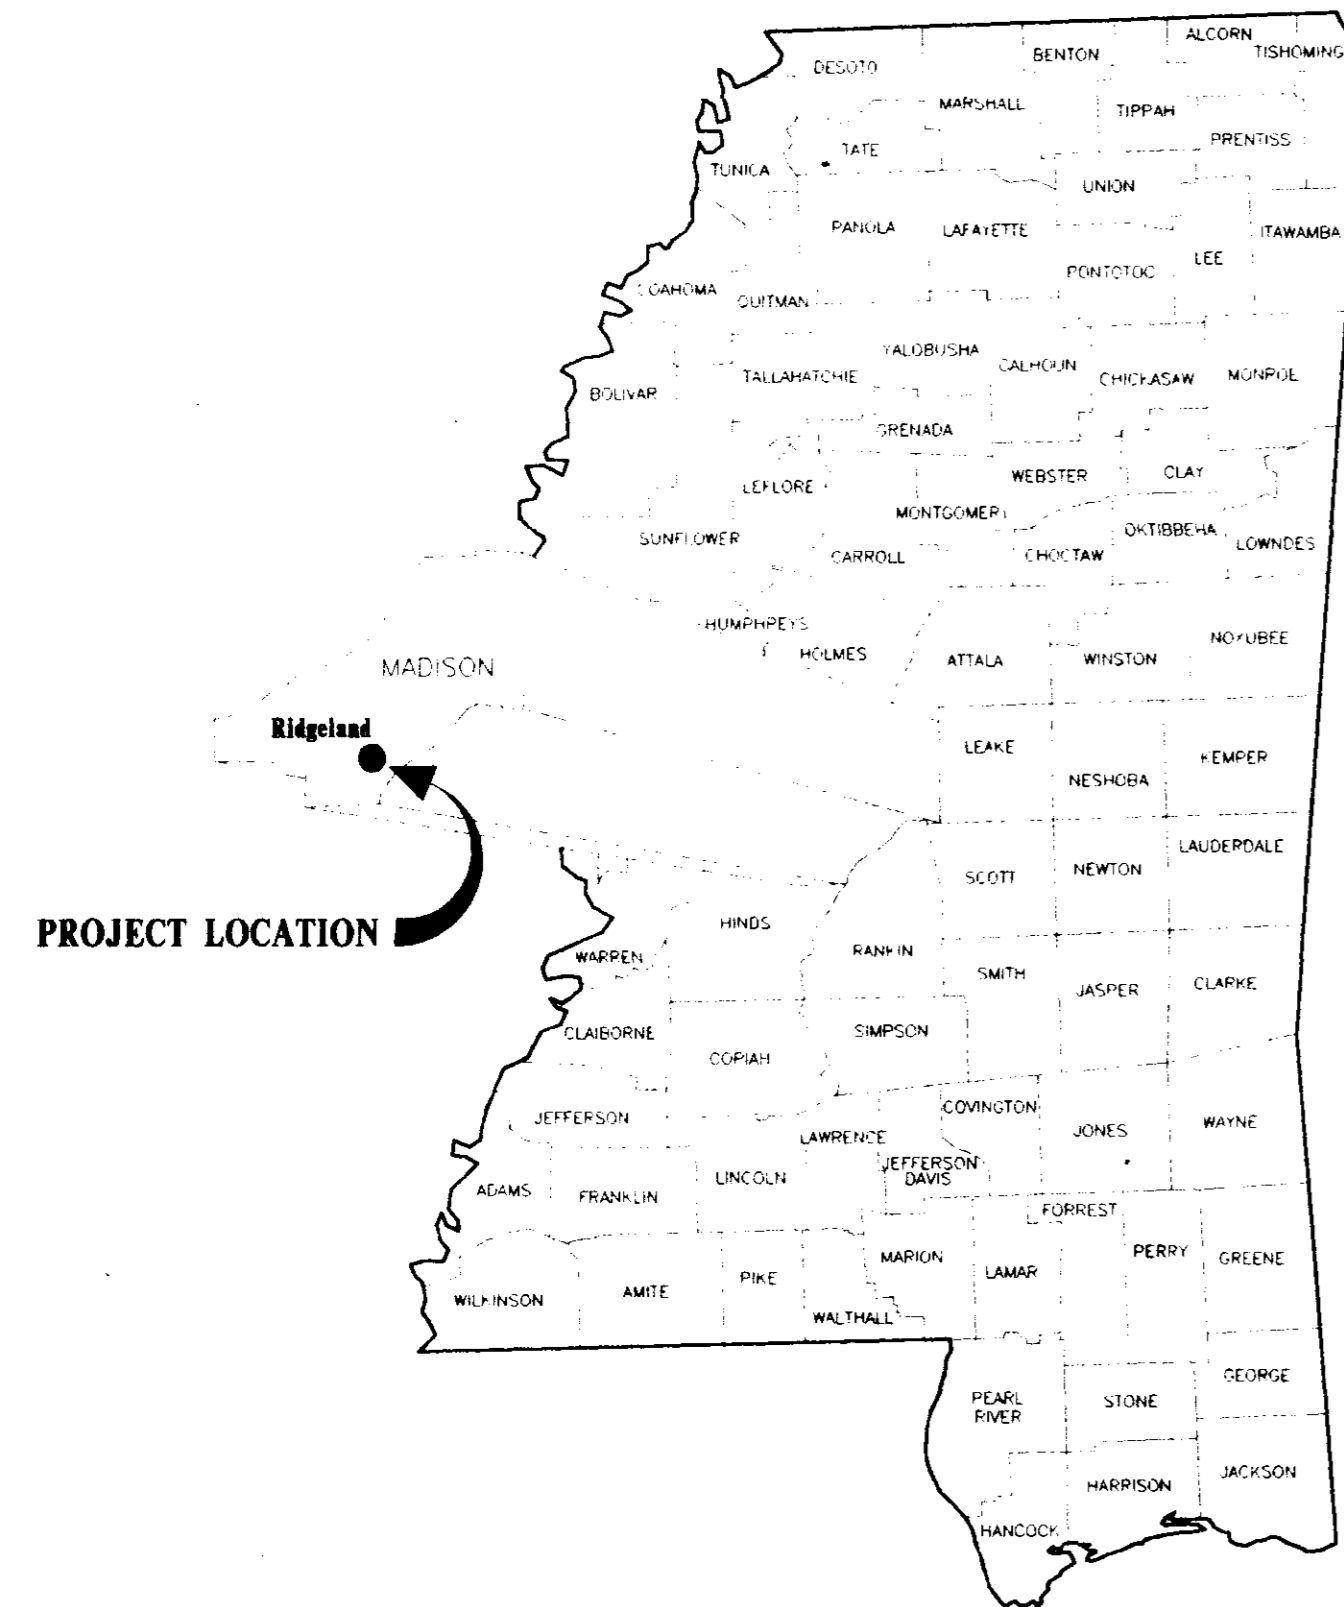 ALCORN
BENTON
TISHOMING
DESOTO
MARSHALL
TIPPAH
PRENTISS
TATE
TUNICA
UNION
PANOLA
LAFAYETTE
ITAWAMBA
LEE
PONTOTOC
COAHOMA
QUITMAN
YALOBUSHA
CALHOUN
TALLAHATCHIE
CHICKASAW
MONROE
BOLIVAR
GRENADA
WEBSTER
CLAY
LEFLORE
MONTGOMERY
OKTIBBEHA
SUNFLOWER
LOWNDES
CARROLL
CHOCTAW
HUMPHREYS
NOXUBEE
HOLMES
ATTALA
WINSTON
MADISON
Ridgeland
LEAKE
KEMPER
NESHOBA
LAUDERDALE
SCOTT
NEWTON
PROJECT LOCATION
HINDS
WARREN
RANKIN
SMITH
JASPER
CLARKE
CLAIBORNE
SIMPSON
COPIAH
COVINGTON
JEFFERSON
LAWRENCE
JONES
WAYNE
JEFFERSON
DAVIS
LINCOLN
ADAMS
FRANKLIN
FORREST
MARION
PERRY
GREENE
LAMAR
PIKE
AMITE
WILKINSON
WALTHALL
GEORGE
PEARL
RIVER
STONE
JACKSON
HARRISON
HANCOCK